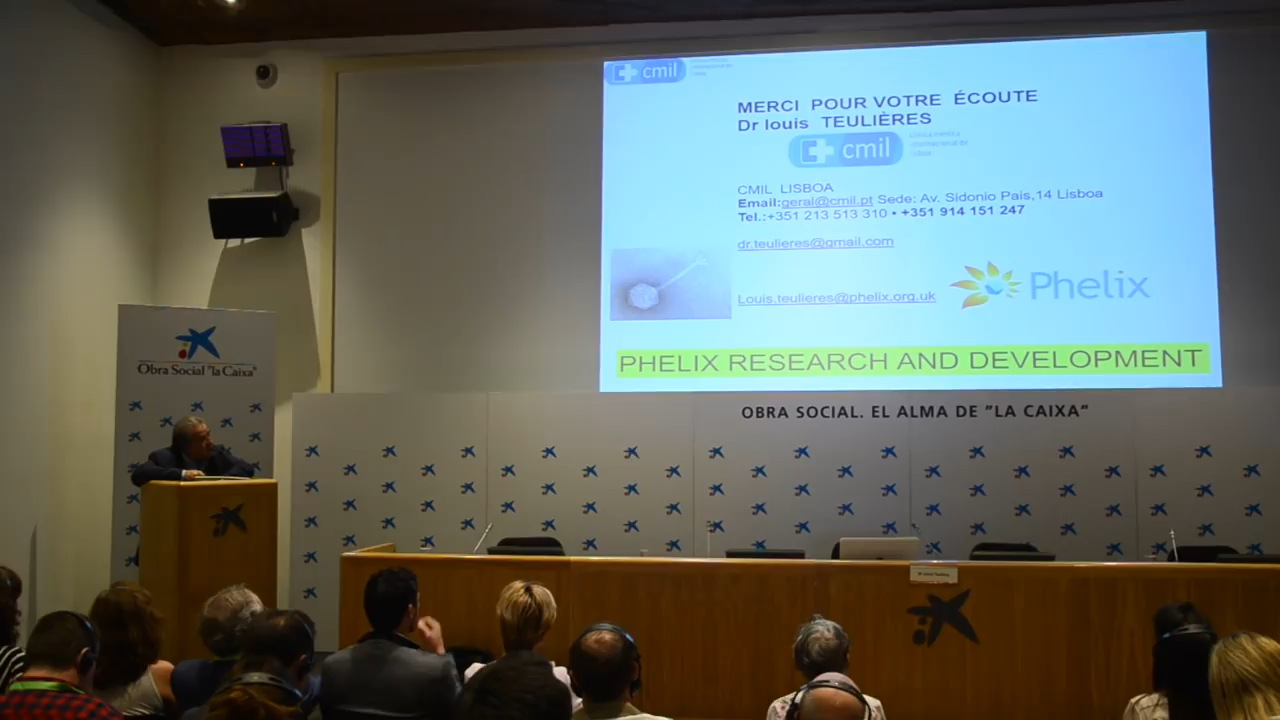 cmil
MERCI POUR VOTRE ÉCOUTE
Dr louis TEULIÈRES
cmil
CMIL LISBOA
Email:geral@cmil.pt Sede: Av. Sidonio Pais,14 Lisboa
Tel.:+351 213 513 310 • +351 914 151 247
dr.teulieres@gmail.com
Louis.teulieres@phelix.org.uk
Phelix
PHELIX RESEARCH AND DEVELOPMENT
Obra Social "la Caixa"
OBRA SOCIAL. EL ALMA DE "LA CAIXA"